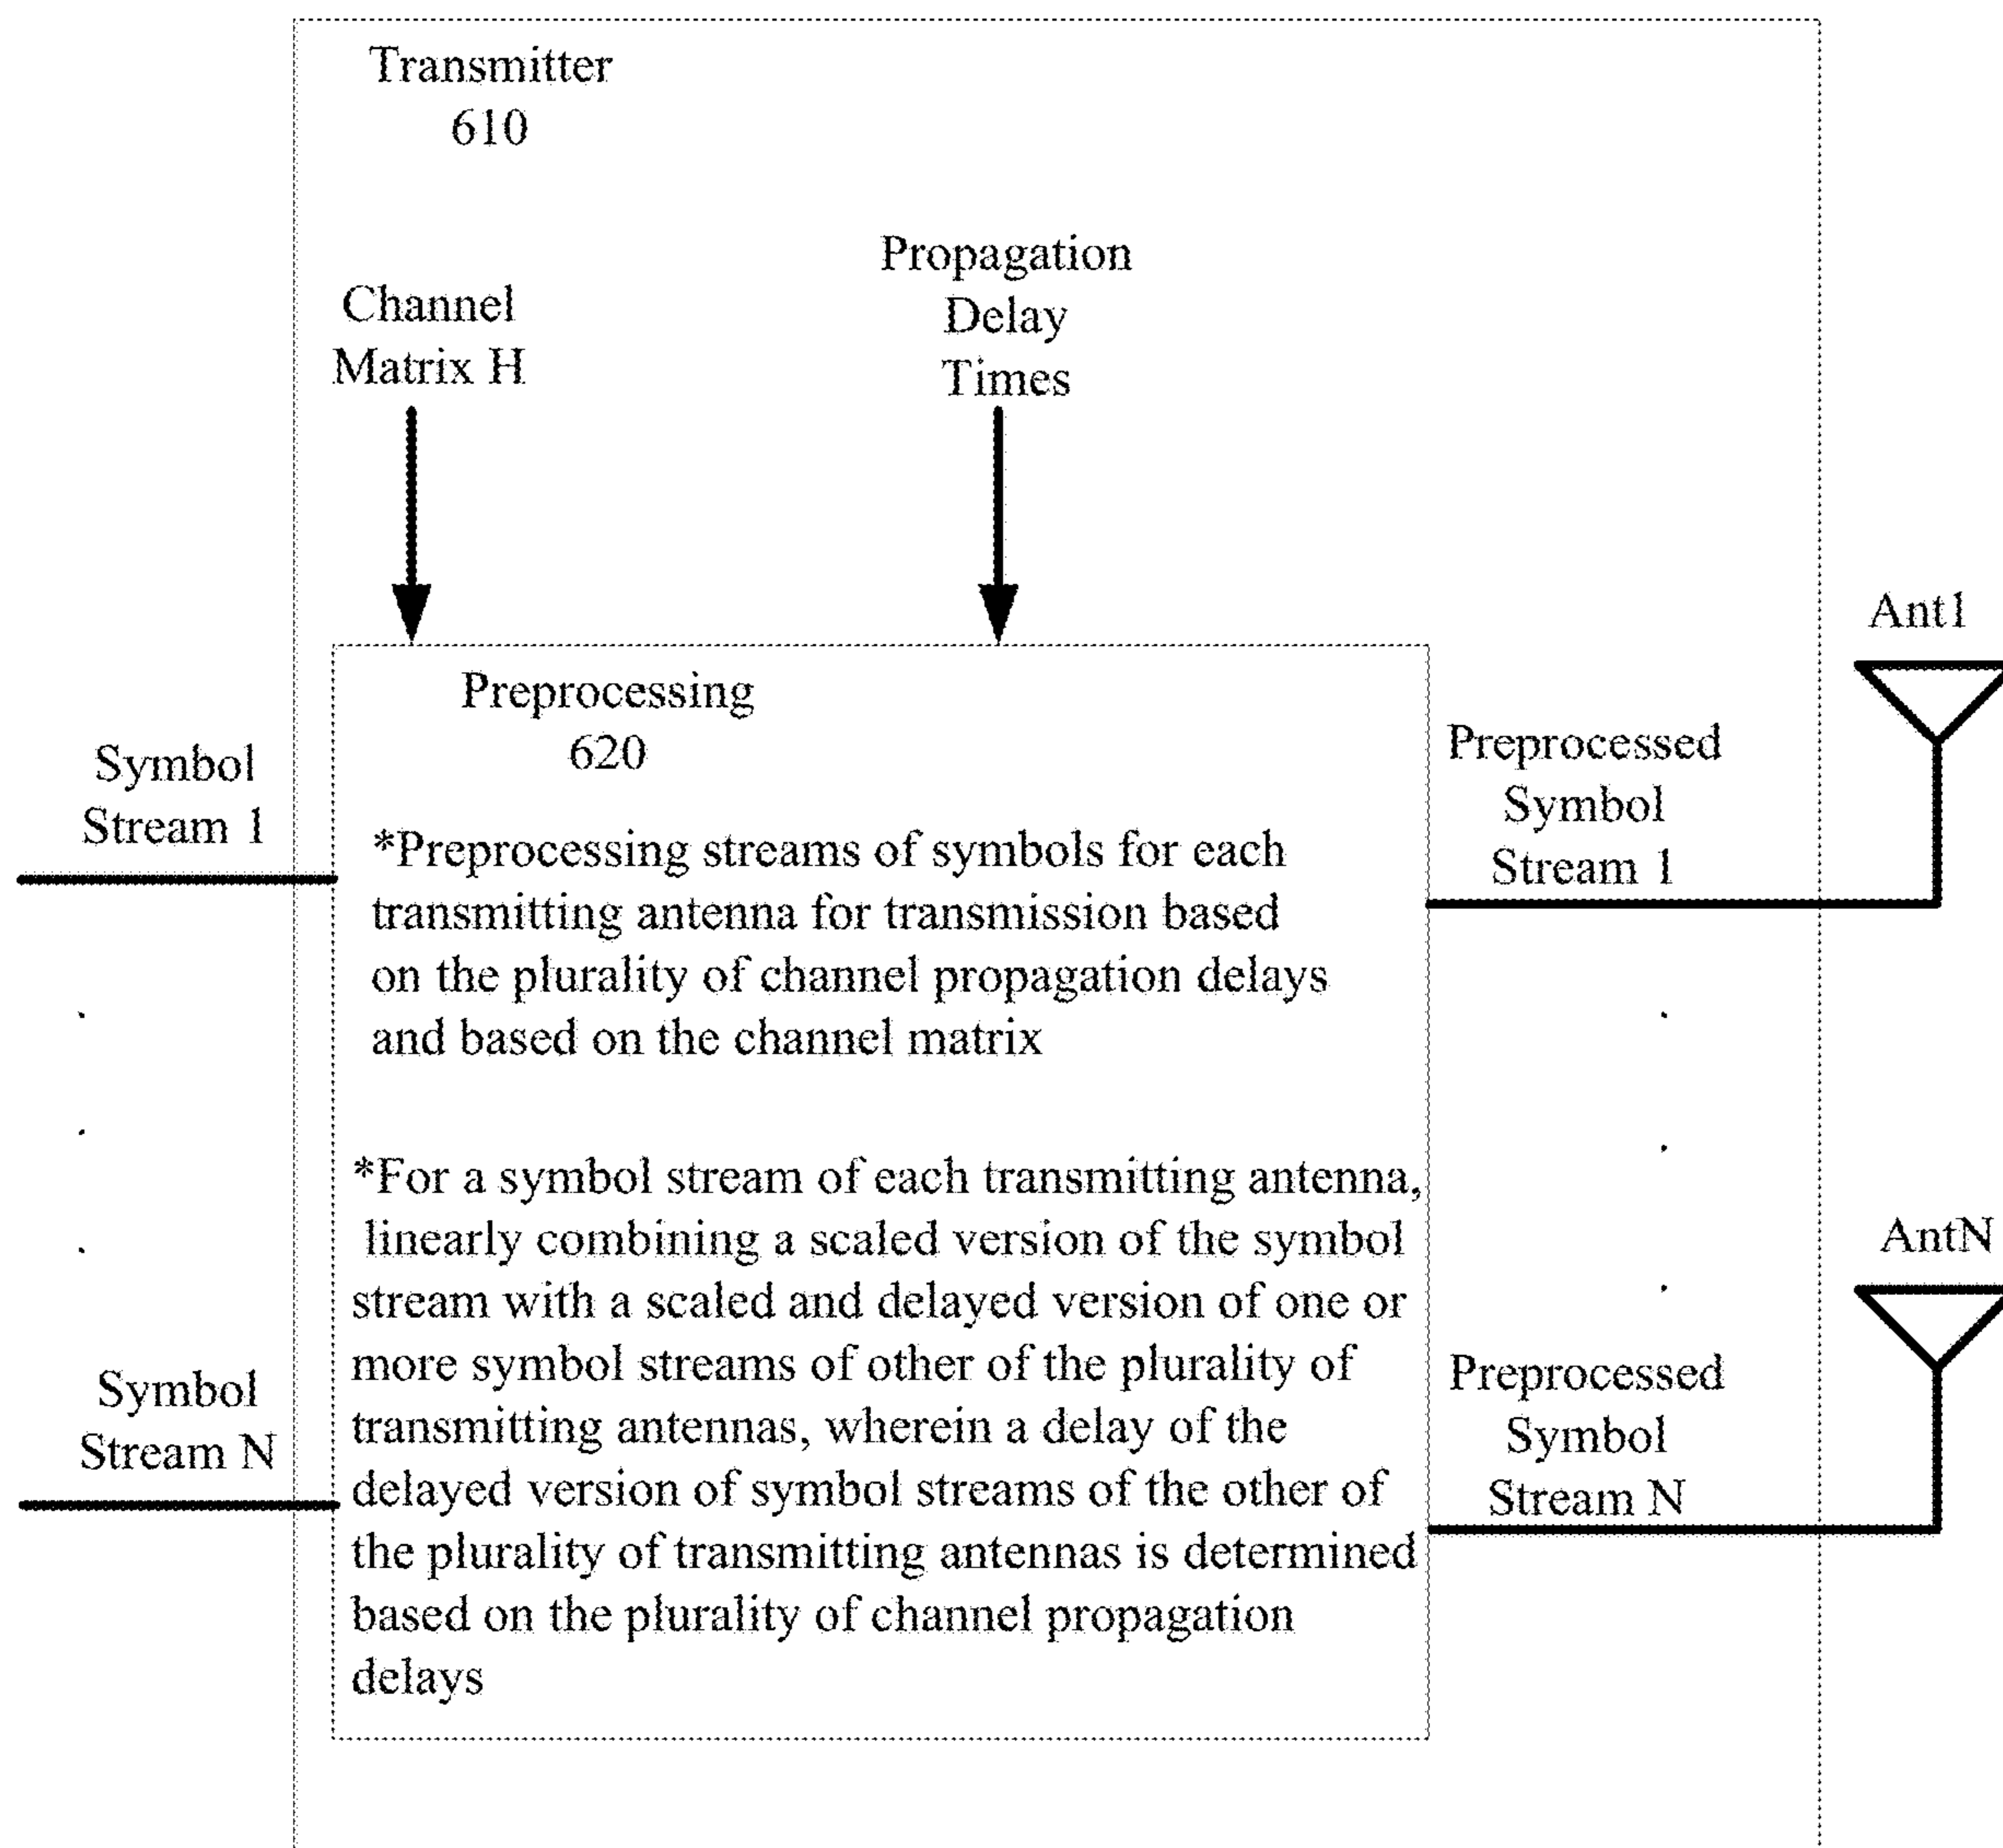 Transmitter
610
Propagation
Delay
Times
Channel
Matrix H
Ant1
Preprocessing
620
Symbol
Stream 1
Preprocessed
Symbol
Stream 1
*Preprocessing streams of symbols for each
transmitting antenna for transmission based
on the plurality of channel propagation delays
and based on the channel matrix
*For a symbol stream of each transmitting antenna,
linearly combining a scaled version of the symbol
stream with a scaled and delayed version of one or
more symbol streams of other of the plurality of
transmitting antennas, wherein a delay of the
delayed version of symbol streams of the other of
the plurality of transmitting antennas is determined
based on the plurality of channel propagation
delays
AntN
Symbol
Stream N
Preprocessed
Symbol
Stream N